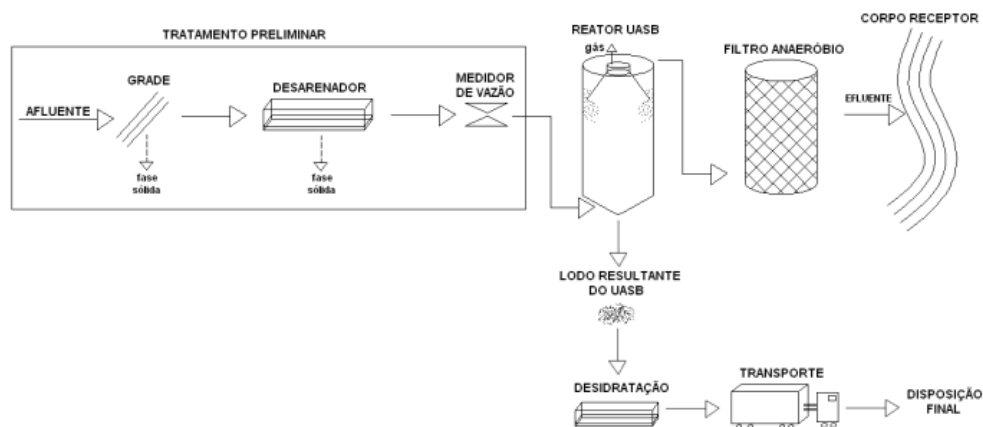 TRATAMENTO PRELIMINAR
AFLUENTE
GRADE
fase
sólida
DESARENADOR
fase
sólida
MEDIDOR
DE VAZÃO
REATOR UASB
gás
FILTRO ANAERÓBIO
EFLUENTE
CORPO RECEPTOR
LODO RESULTANTE
DO UASB
DESIDRATAÇÃO
TRANSPORTE
DISPOSIÇÃO
FINAL